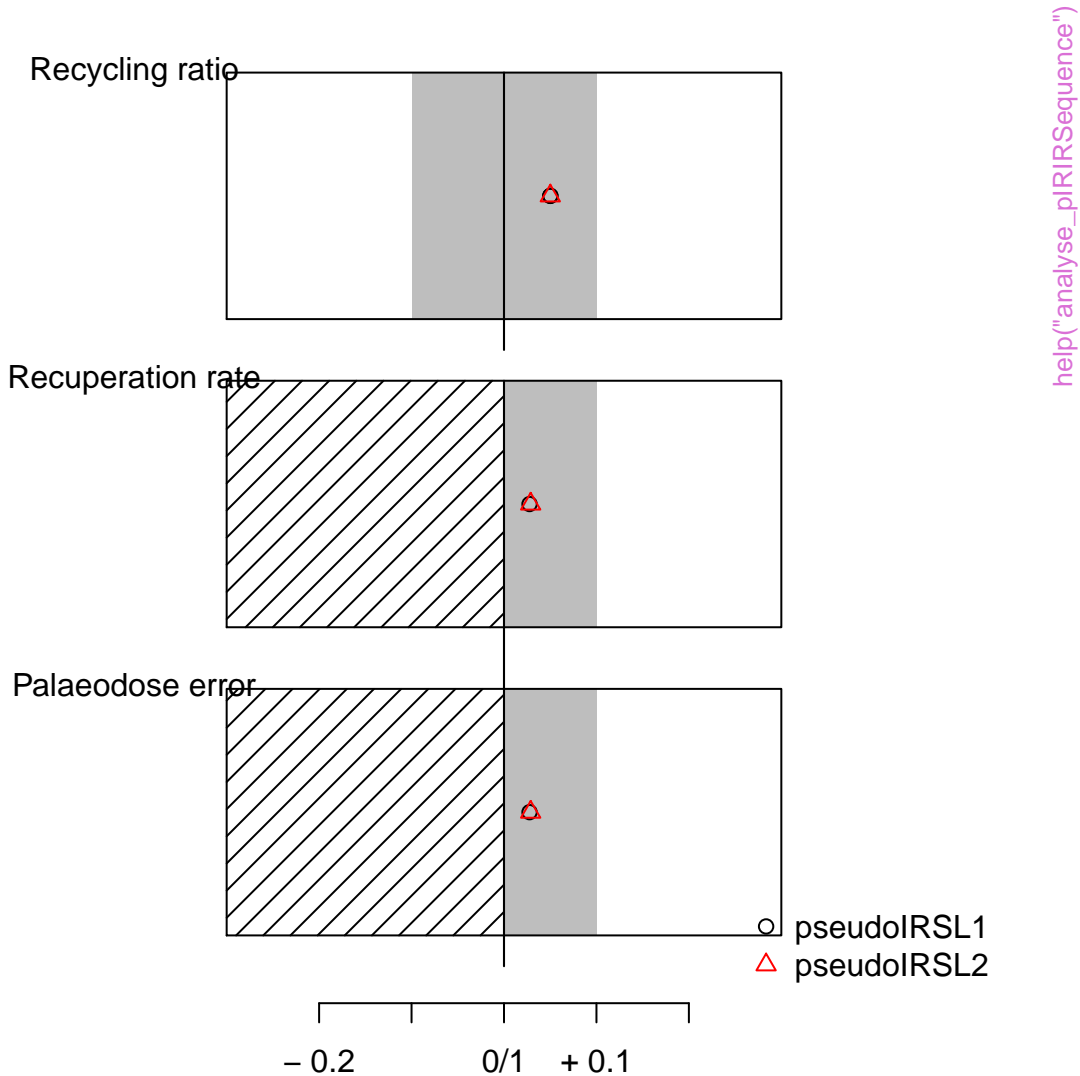 Recycling ratio
help("analyse_pIRIRSequence")
Recuperation rate
Palaeodose error
pseudoIRSL1
pseudoIRSL2
− 0.2 0/1 + 0.1